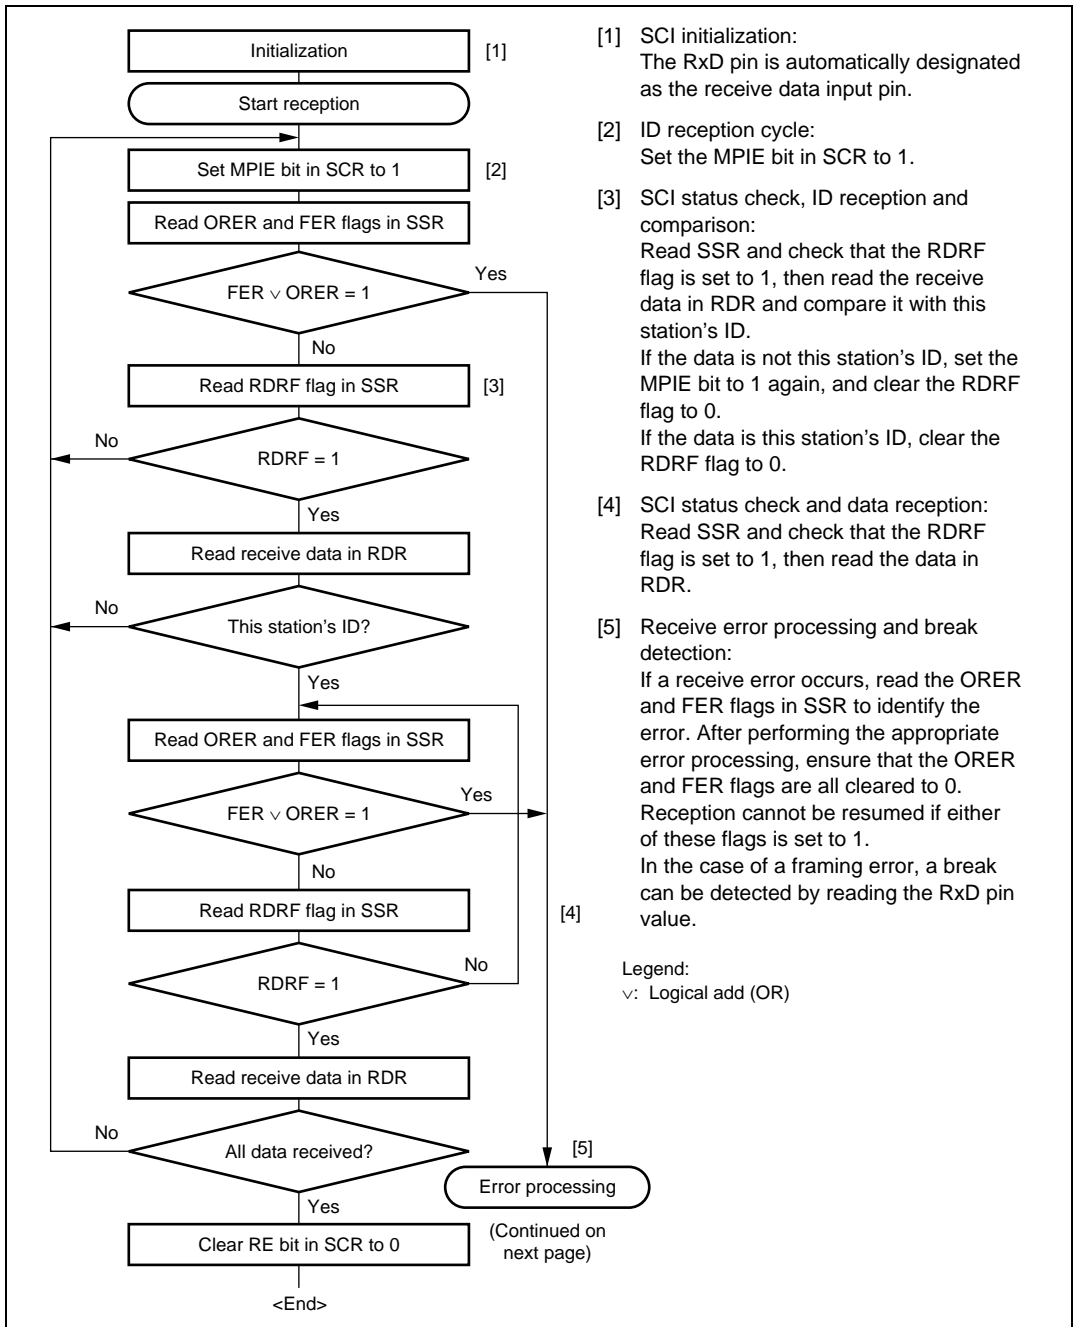 Initialization
[1]
Start reception
Set MPIE bit in SCR to 1
[2]
Read ORER and FER flags in SSR
FER ∨ ORER = 1
Yes
No
Read RDRF flag in SSR
[3]
RDRF = 1
No
Yes
Read receive data in RDR
This station's ID?
No
Yes
Read ORER and FER flags in SSR
FER ∨ ORER = 1
Yes
No
Read RDRF flag in SSR
[4]
RDRF = 1
No
Yes
Read receive data in RDR
All data received?
No
Yes
[5]
Error processing
(Continued on
next page)
Clear RE bit in SCR to 0
<End>
[1] SCI initialization:
The RxD pin is automatically designated
as the receive data input pin.
[2] ID reception cycle:
Set the MPIE bit in SCR to 1.
[3] SCI status check, ID reception and
comparison:
Read SSR and check that the RDRF
flag is set to 1, then read the receive
data in RDR and compare it with this
station's ID.
If the data is not this station's ID, set the
MPIE bit to 1 again, and clear the RDRF
flag to 0.
If the data is this station's ID, clear the
RDRF flag to 0.
[4] SCI status check and data reception:
Read SSR and check that the RDRF
flag is set to 1, then read the data in
RDR.
[5] Receive error processing and break
detection:
If a receive error occurs, read the ORER
and FER flags in SSR to identify the
error. After performing the appropriate
error processing, ensure that the ORER
and FER flags are all cleared to 0.
Reception cannot be resumed if either
of these flags is set to 1.
In the case of a framing error, a break
can be detected by reading the RxD pin
value.
Legend:
∨: Logical add (OR)